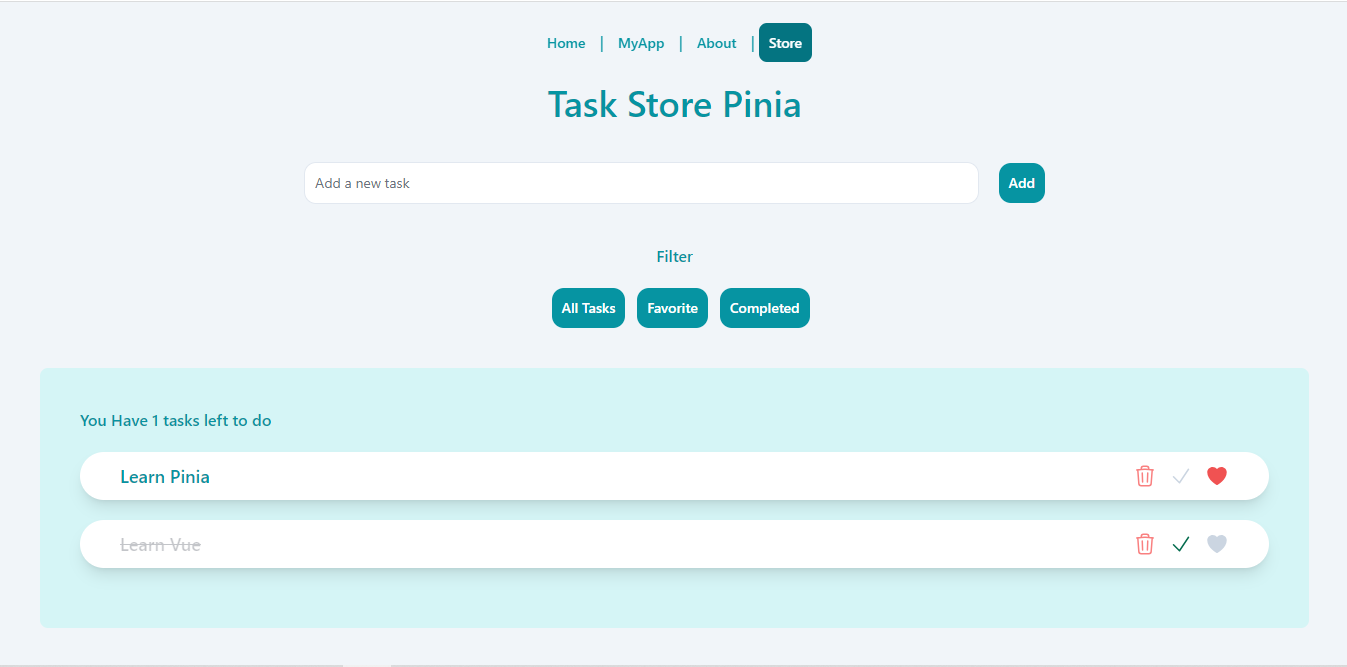 Home | MyApp | About | Store
Task Store Pinia
Add a new task Add
Filter
All Tasks Favorite Completed
You Have 1 tasks left to do
Learn Pinia
Learn Vue